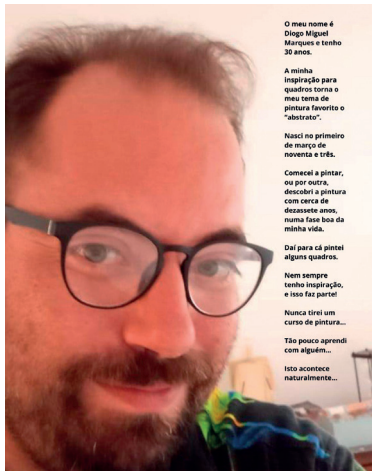 O meu nome é
Diogo Miguel
Marques e tenho
30 anos.
A minha
inspiração para
quadros torna o
meu tema de
pintura favorito o
“abstrato”.
Nasci no primeiro
de março de
noventa e três.
Comecei a pintar,
ou por outra,
descobri a pintura
com cerca de
dezassete anos,
numa fase boa da
minha vida.
Daí para cá pintei
alguns quadros.
Nem sempre
tenho inspiração,
e isso faz parte!
Nunca tirei um
curso de pintura...
Tão pouco aprendi
com alguém...
Isto acontece
naturalmente...